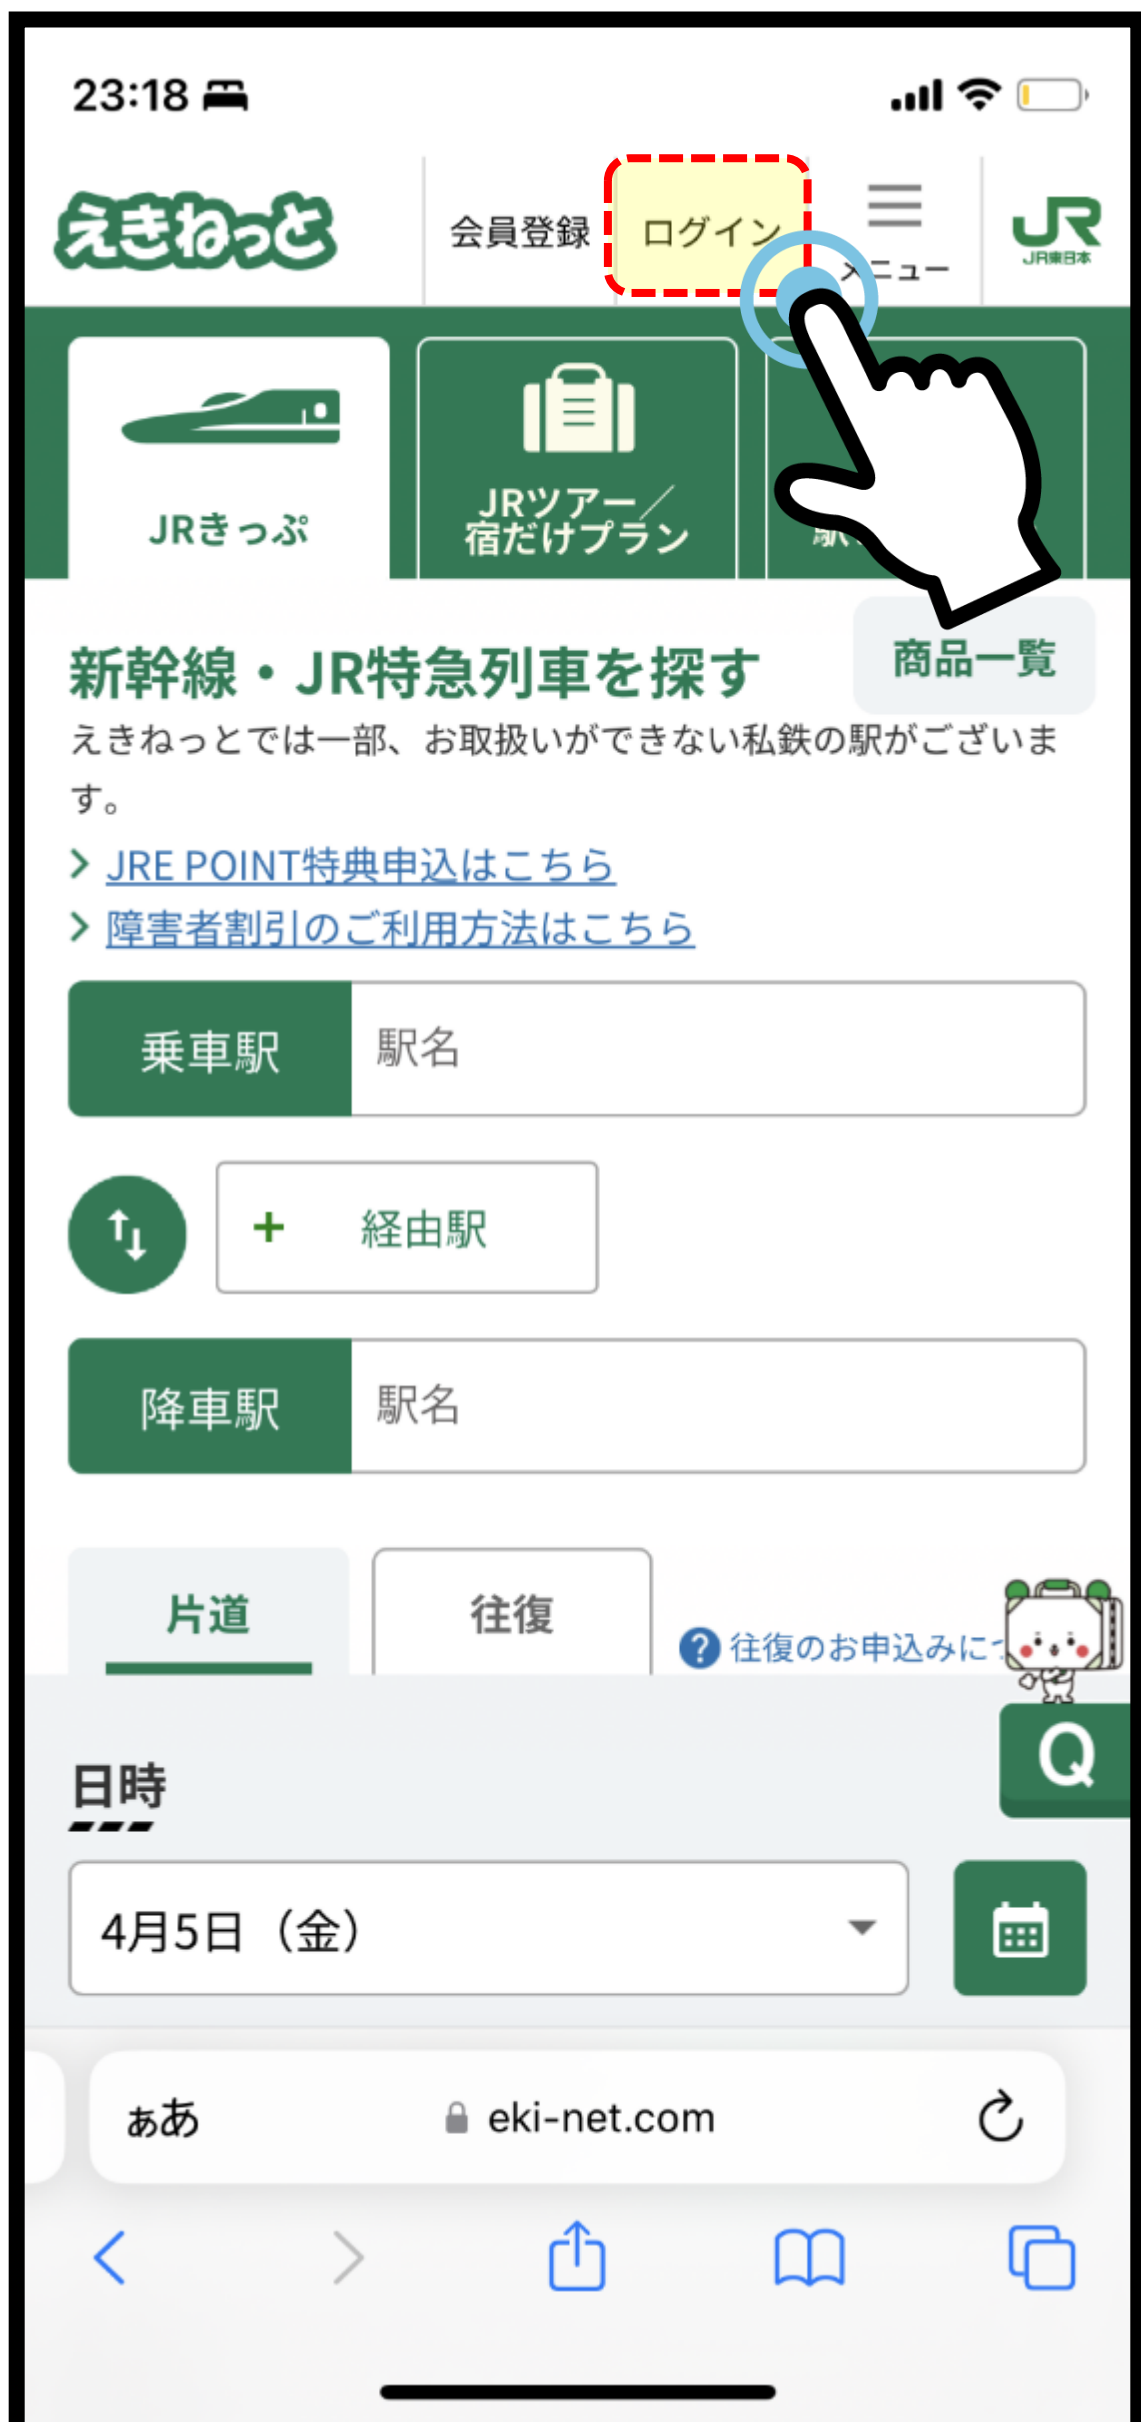 23:18
えきねっと
会員登録
ログイン
メニュー
JR
JR東日本
JRきっぷ
JRツアー／
宿だけプラン
駅
新幹線・JR特急列車を探す
商品一覧
えきねっとでは一部、お取扱いができない私鉄の駅がございま
す。
JRE POINT特典申込はこちら
障害者割引のご利用方法はこちら
乗車駅
駅名
+ 経由駅
降車駅
駅名
片道
往復
? 往復のお申込みにつ
Q
日時
4月5日（金）
ぁあ
eki-net.com